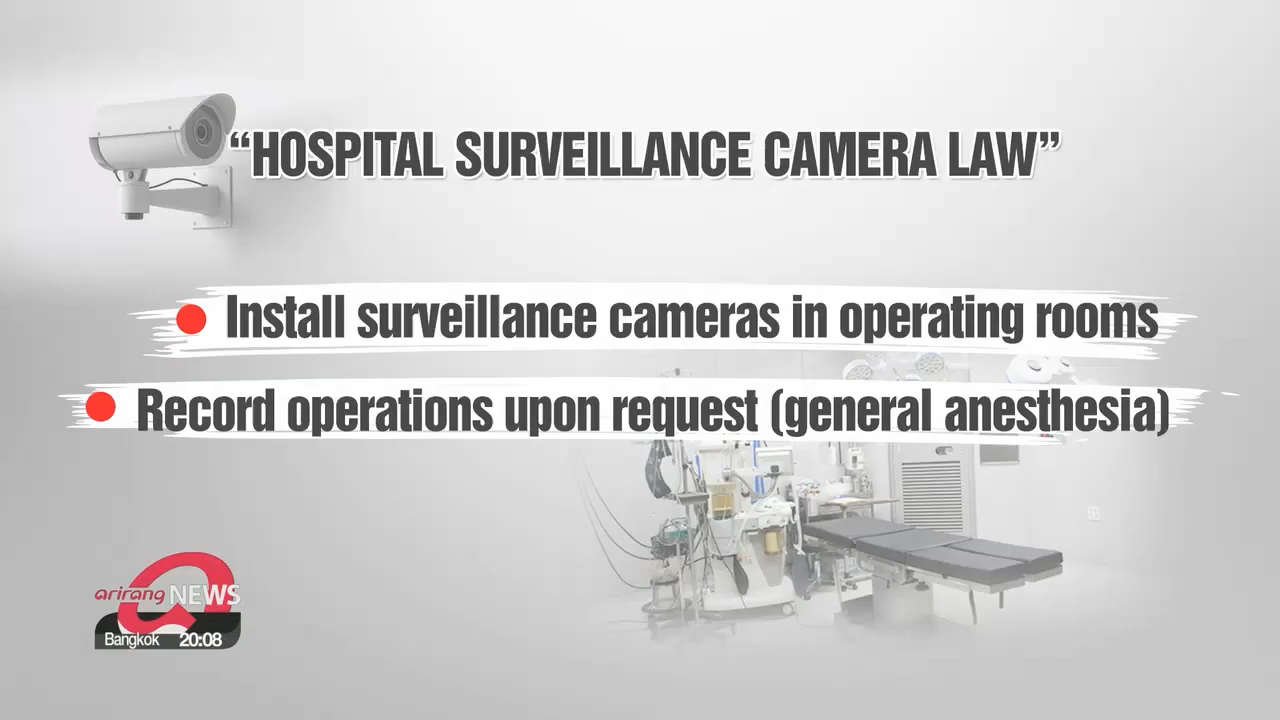 “HOSPITAL SURVEILLANCE CAMERA LAW”
Install surveillance cameras in operating rooms
Record operations upon request (general anesthesia)
arirang NEWS
Bangkok 20:08